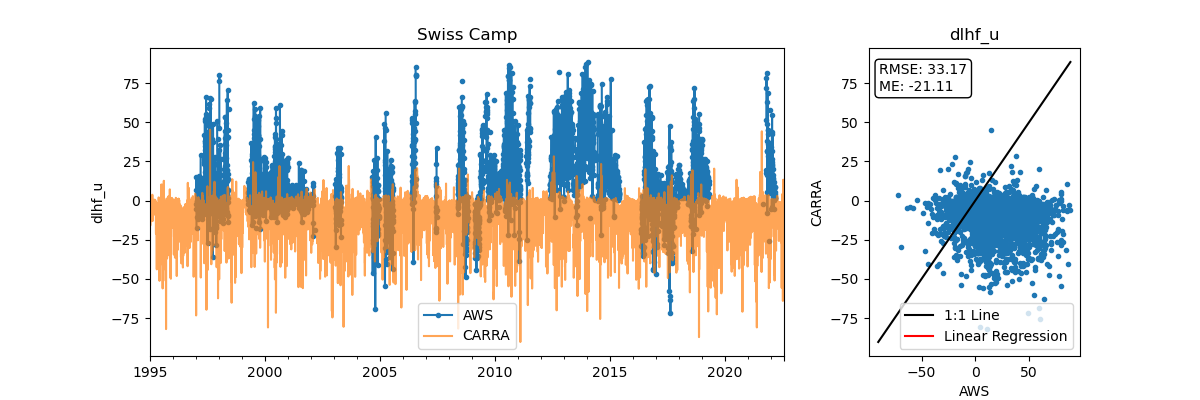 Swiss Camp
dlhf_u
75
50
25
0
−25
−50
−75
1995
2000
2005
2010
2015
2020
AWS
CARRA
dlhf_u
RMSE: 33.17
ME: -21.11
CARRA
75
50
25
0
−25
−50
−75
−50
0
50
AWS
1:1 Line
Linear Regression